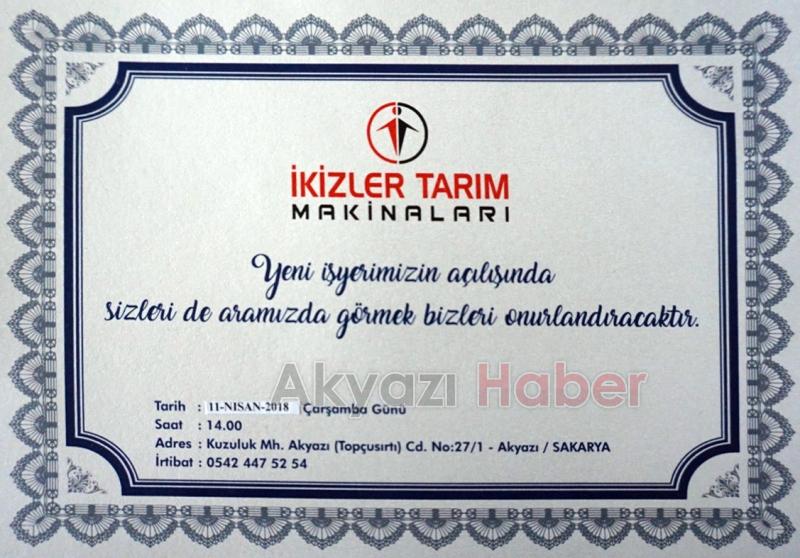 İKİZLER TARIM
MAKİNALARI
Yeni işyerimizin açılışında
sizleri de aramızda görmek bizleri onurlandıracaktır.
Akyazı Haber
Tarih : 11-NISAN-2018 Çarşamba Günü
Saat : 14.00
Adres : Kuzuluk Mh. Akyazı (Topçusırtı) Cd. No:27/1 - Akyazı / SAKARYA
İrtibat : 0542 447 52 54